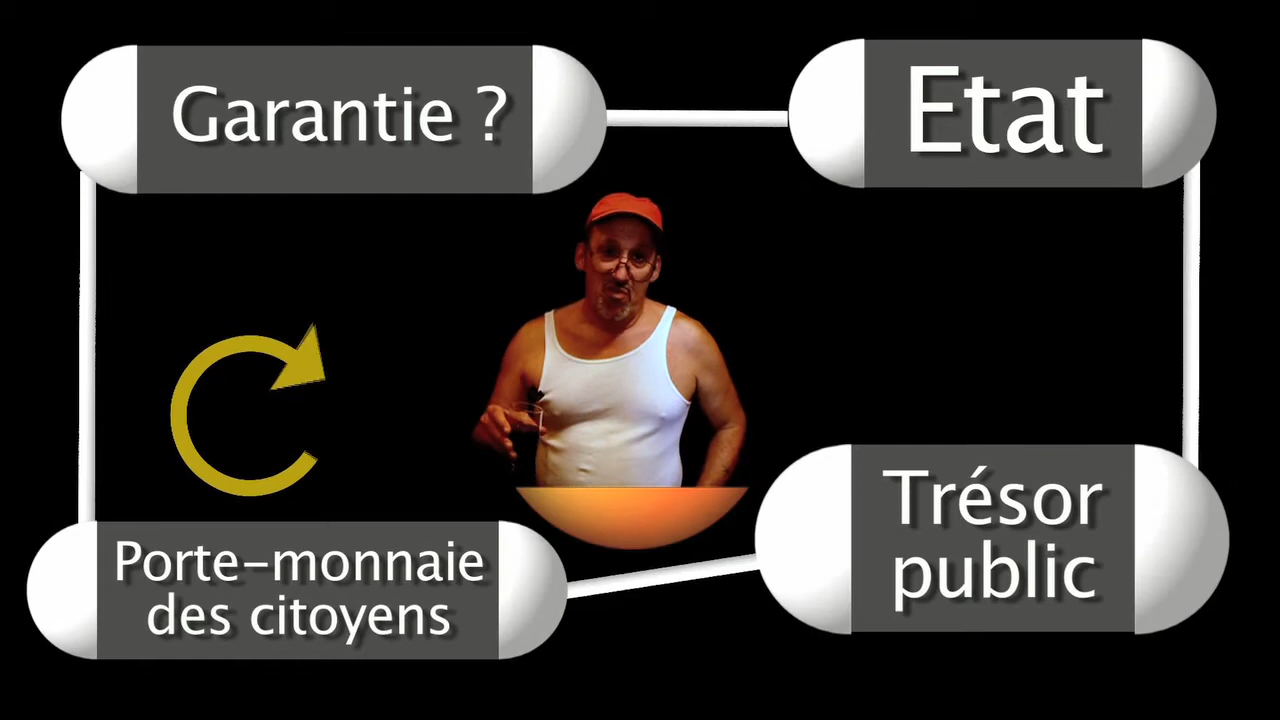 Garantie ?
Etat
Porte-monnaie
des citoyens
Trésor
public